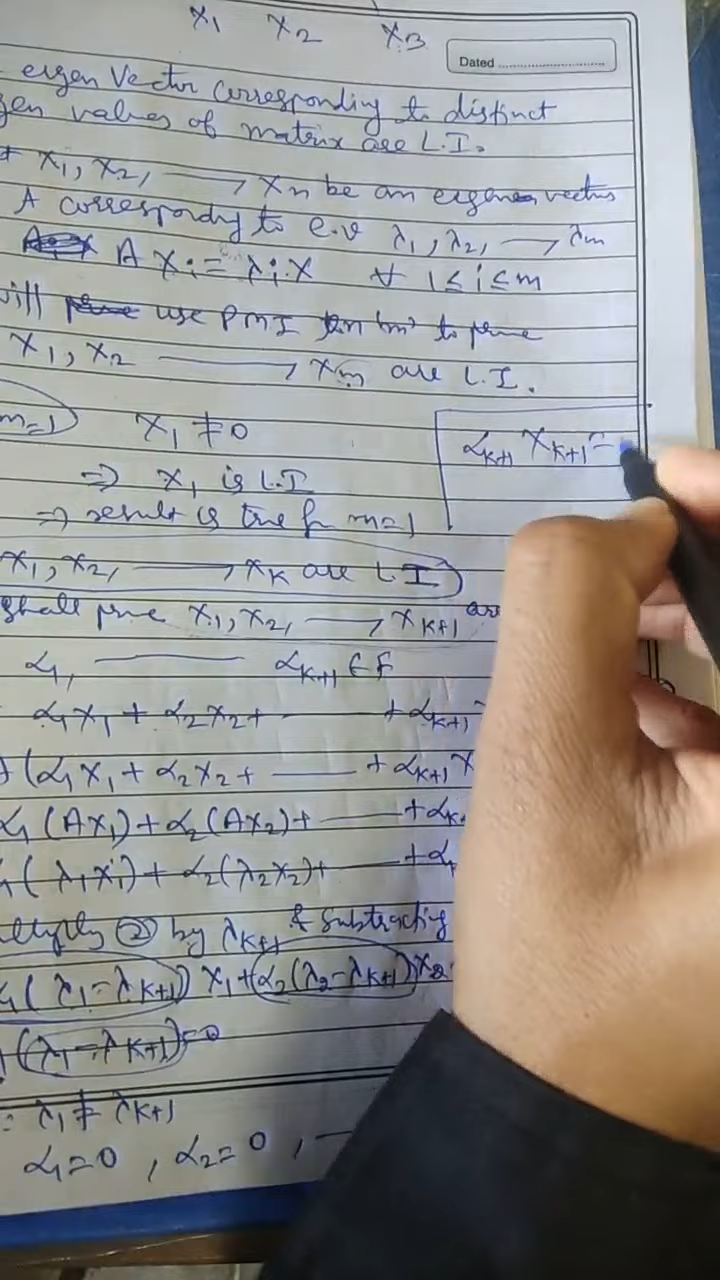 x₁ x₂ x₃
Dated
eigen Vector corresponding to distinct
gen values of matrix are L.I.
x₁, x₂, ⟶ xₙ be an eigen vectors
A correspondg to e.v λ₁, λ₂, ⟶ λₘ
A xᵢ = λᵢ x ∀ 1 ≤ i ≤ m
will use PMI on 'm' to prove
x₁, x₂ ⟶, xₘ are L.I.
m=1) x₁ ≠ 0
⇒ x₁ is L.I
⇒ result is true for m=1
αₖ₊₁ Xₖ₊₁ =
x₁, x₂, ⟶ xₖ are L I
shall prove x₁, x₂, ⟶, xₖ₊₁ are
α₁, — αₖ₊₁ ∈ F
α₁x₁ + α₂x₂ + — + αₖ₊₁
(α₁x₁ + α₂x₂ + — + αₖ₊₁ x
α₁ (Ax₁) + α₂ (Ax₂) + — + αₖ
(λ₁x₁) + α₂(λ₂x₂) + — + α
② by λₖ₊₁ & subtracting
(λ₁ - λₖ₊₁) x₁ + α₂(λ₂ - λₖ₊₁) x₂
(λ₁ - λₖ₊₁) = 0
λ₁ ≠ λₖ₊₁
α₁ = 0 , α₂ = 0 , —